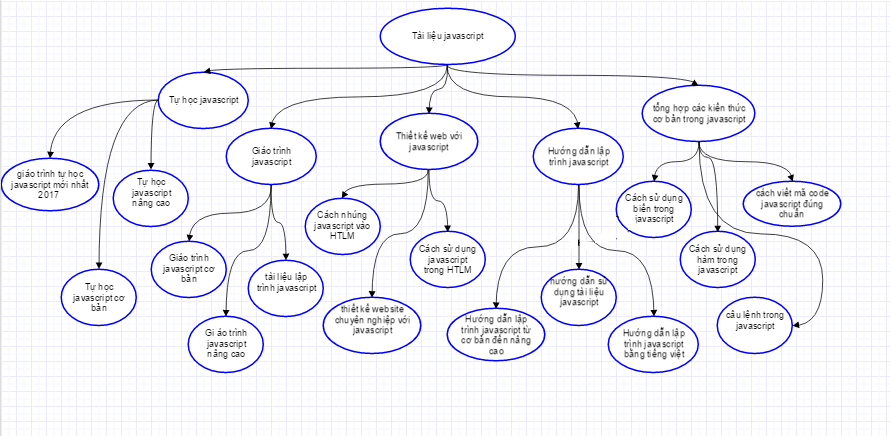 Tài liệu javascript
Tự học javascript
Giáo trình
javascript
Thiết kế web với
javascript
Hướng dẫn lập
trình javascript
tổng hợp các kiến thức
cơ bản trong javascript
giáo trình tự học
javascript mới nhất
2017
Tự học
javascript
nâng cao
Tự học
javascript cơ
bản
Giáo trình
javascript cơ
bản
Gi áo trình
javascript
nâng cao
tài liệu lập
trình javascript
Cách nhúng
javascript vào
HTLM
thiết kế website
chuyên nghiệp với
javascript
Cách sử dụng
javascript
trong HTLM
Hướng dẫn lập
trình javascript từ
cơ bản đến nâng
cao
hướng dẫn sử
dụng tài liệu
javascript
Hướng dẫn lập
trình javascript
bằng tiếng việt
Cách sử dụng
biến trong
javascript
Cách sử dụng
hàm trong
javascript
cách viết mã code
javascript đúng
chuẩn
câu lệnh trong
javascript